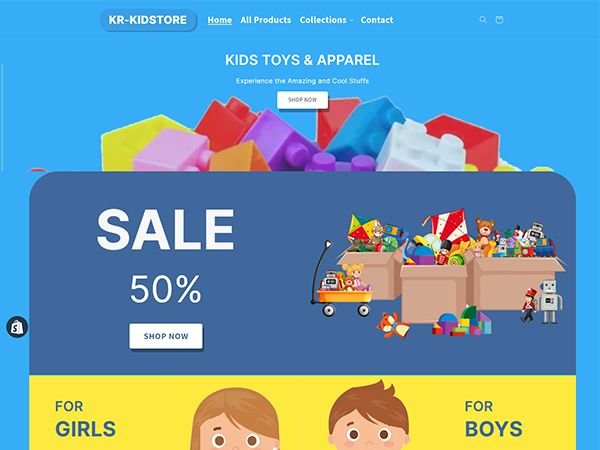 KR-KIDSTORE Home All Products Collections Contact
KIDS TOYS & APPAREL
Experience the Amazing and Cool Stuffs
SHOP NOW
SALE
50%
SHOP NOW
FOR
GIRLS
FOR
BOYS